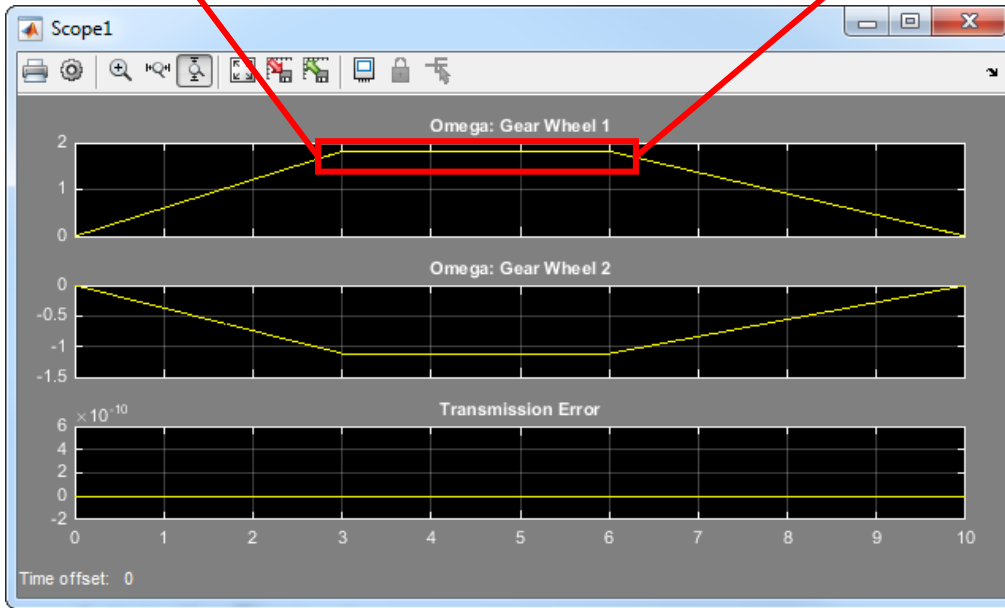 Scope1
Omega: Gear Wheel 1
2
1
0
Omega: Gear Wheel 2
0
-0.5
-1
-1.5
Transmission Error
×10⁻¹⁰
6
4
2
0
-2
0 1 2 3 4 5 6 7 8 9 10
Time offset: 0